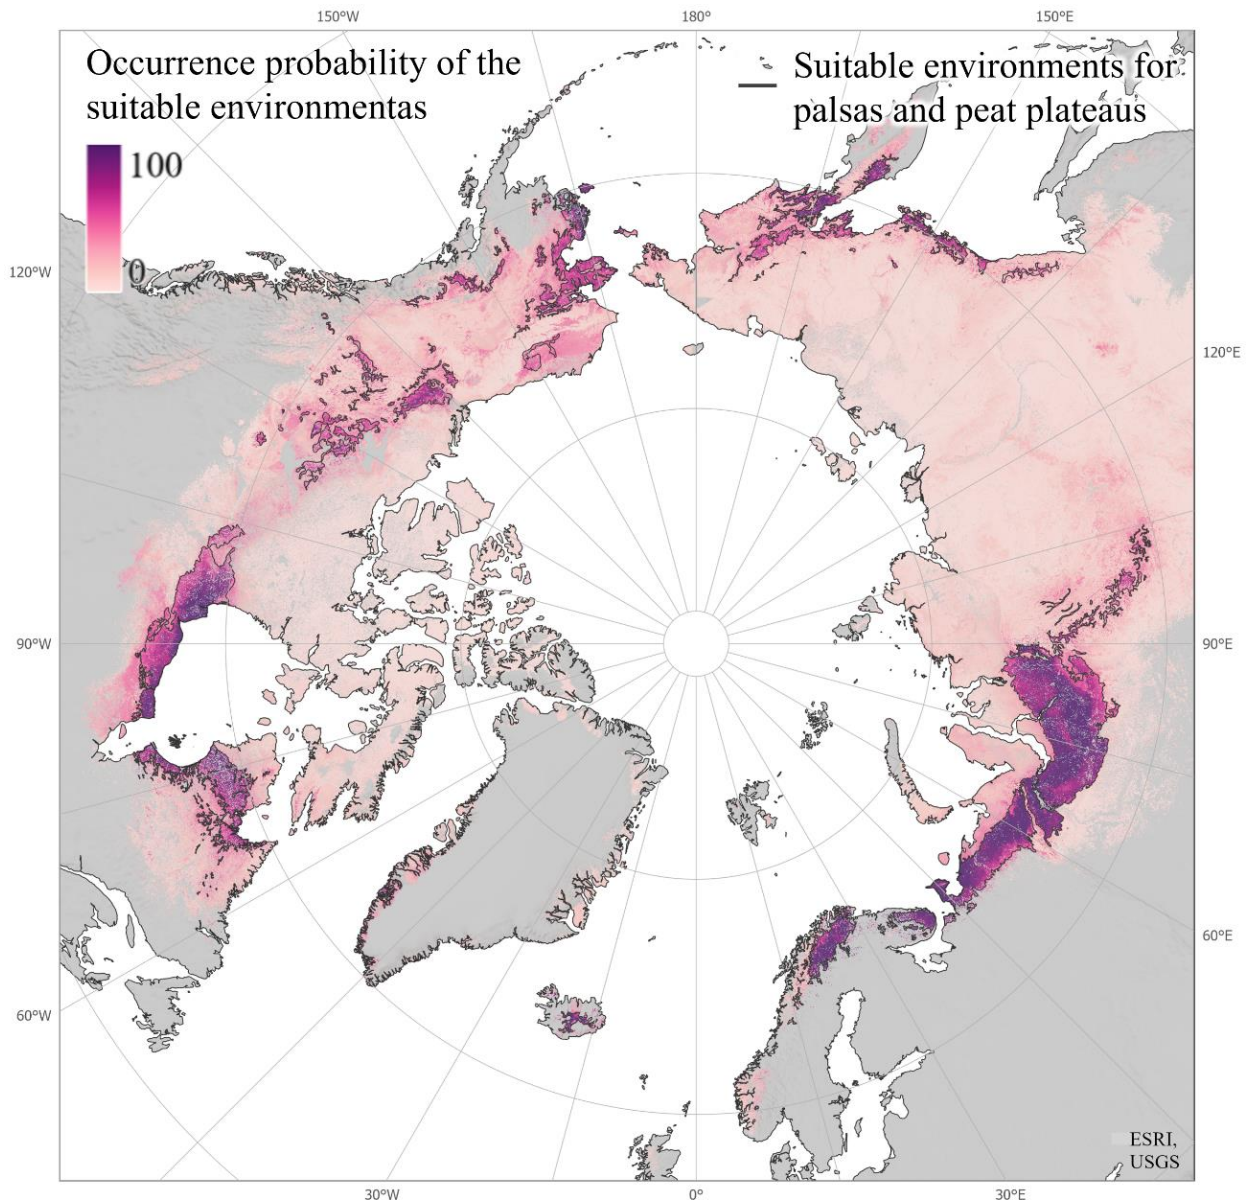 150°W
180°
150°E
Occurrence probability of the
suitable environmentas
100
0
Suitable environments for
palsas and peat plateaus
120°W
120°E
90°W
90°E
60°E
60°W
ESRI,
USGS
30°W
0°
30°E